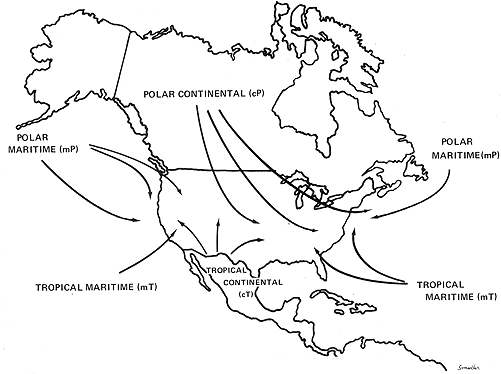 POLAR CONTINENTAL (cP)
POLAR
MARITIME (mP)
POLAR
MARITIME(mP)
TROPICAL MARITIME (mT)
TROPICAL
CONTINENTAL
(cT)
TROPICAL
MARITIME (mT)